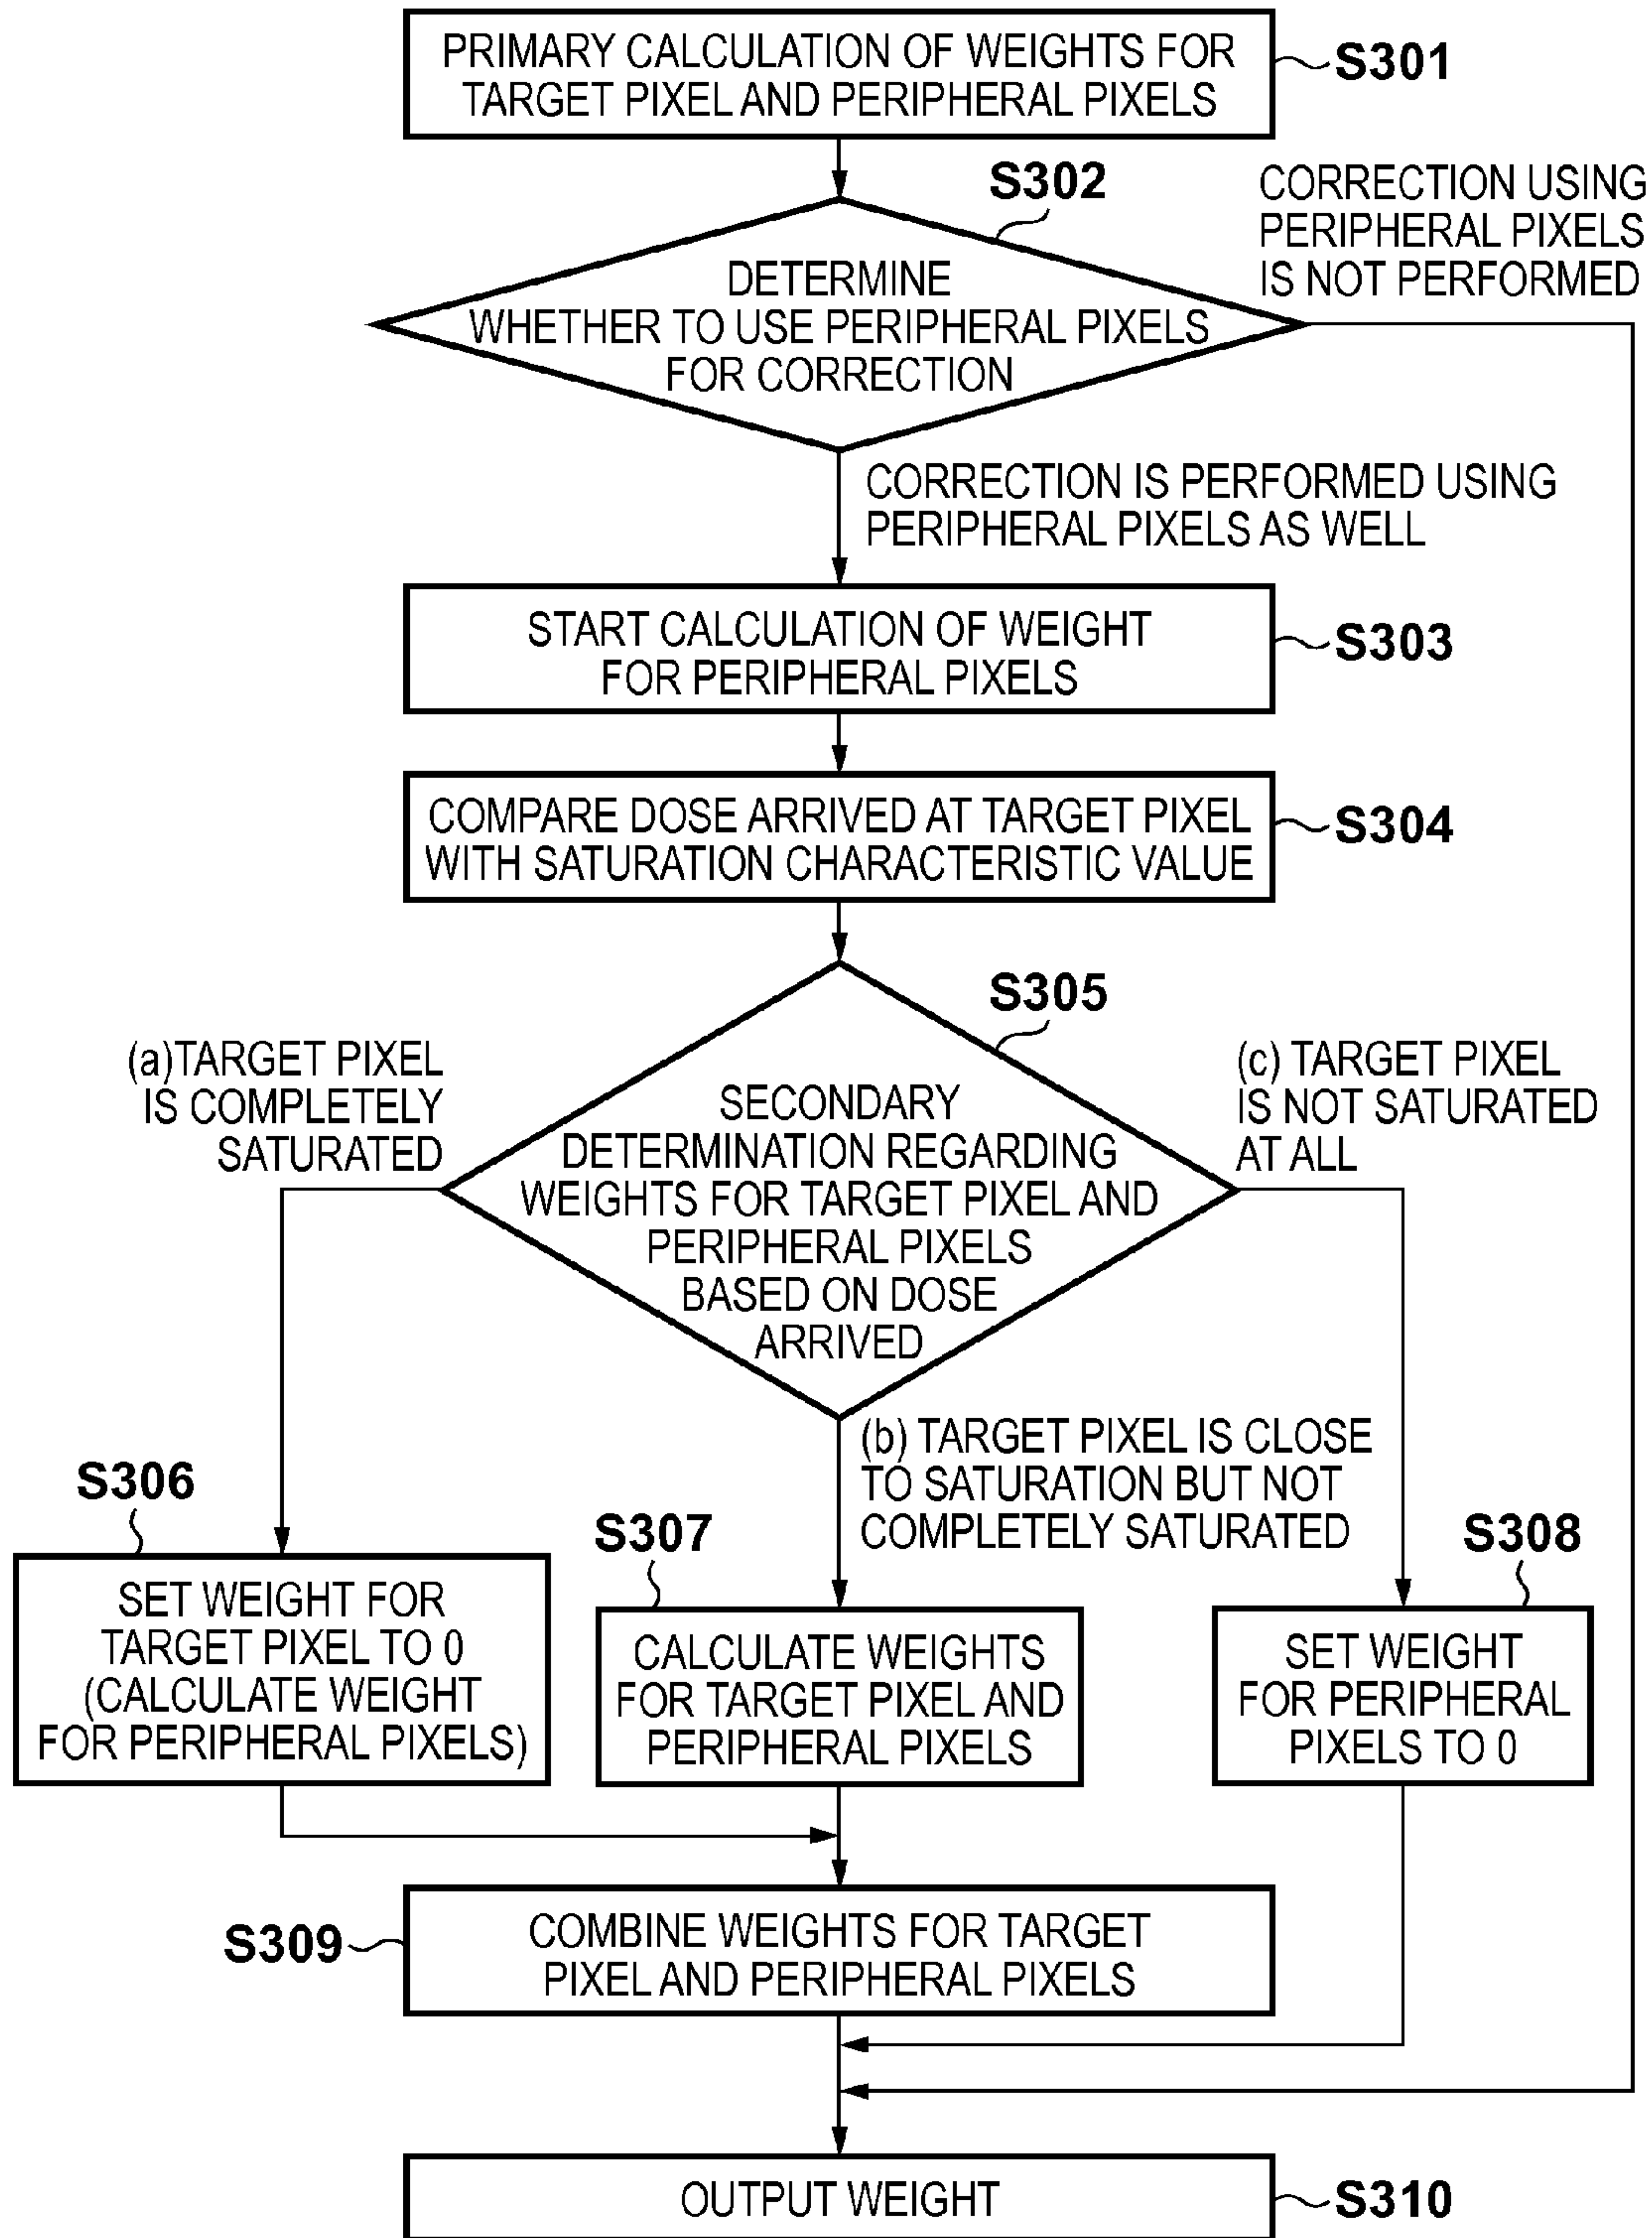 PRIMARY CALCULATION OF WEIGHTS FOR
TARGET PIXEL AND PERIPHERAL PIXELS
S301
S302
CORRECTION USING
PERIPHERAL PIXELS
IS NOT PERFORMED
DETERMINE
WHETHER TO USE PERIPHERAL PIXELS
FOR CORRECTION
CORRECTION IS PERFORMED USING
PERIPHERAL PIXELS AS WELL
START CALCULATION OF WEIGHT
FOR PERIPHERAL PIXELS
S303
COMPARE DOSE ARRIVED AT TARGET PIXEL
WITH SATURATION CHARACTERISTIC VALUE
S304
S305
(a)TARGET PIXEL
IS COMPLETELY
SATURATED
SECONDARY
DETERMINATION REGARDING
WEIGHTS FOR TARGET PIXEL AND
PERIPHERAL PIXELS
BASED ON DOSE
ARRIVED
(c) TARGET PIXEL
IS NOT SATURATED
AT ALL
(b) TARGET PIXEL IS CLOSE
TO SATURATION BUT NOT
COMPLETELY SATURATED
S306
SET WEIGHT FOR
TARGET PIXEL TO 0
(CALCULATE WEIGHT
FOR PERIPHERAL PIXELS)
S307
CALCULATE WEIGHTS
FOR TARGET PIXEL AND
PERIPHERAL PIXELS
S308
SET WEIGHT
FOR PERIPHERAL
PIXELS TO 0
S309
COMBINE WEIGHTS FOR TARGET
PIXEL AND PERIPHERAL PIXELS
OUTPUT WEIGHT
S310